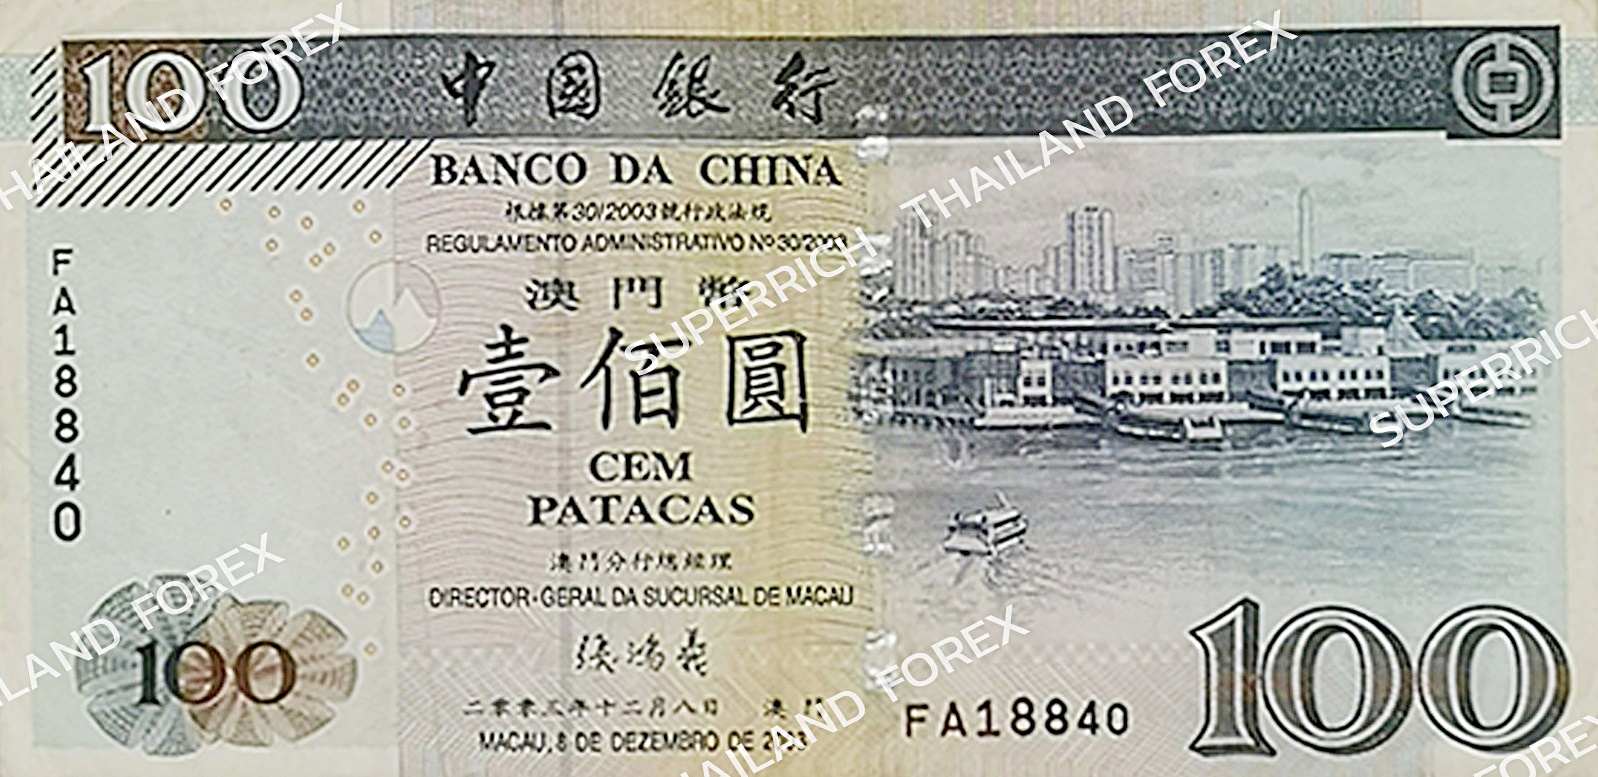 100 中國銀行
BANCO DA CHINA
根據第30/2003號行政法規
REGULAMENTO ADMINISTRATIVO Nº 30/2003
澳門幣
壹佰圓
CEM
PATACAS
澳門分行總經理
DIRECTOR-GERAL DA SUCURSAL DE MACAU
張鴻義
二零零三年十二月八日 澳門
MACAU, 8 DE DEZEMBRO DE 2003
FA18840
100
FA18840
100
THAILAND FOREX
SUPERRICH THAILAND FOREX
SUPERRICH
THAILAND FOREX
THAILAND FOREX
FOREX